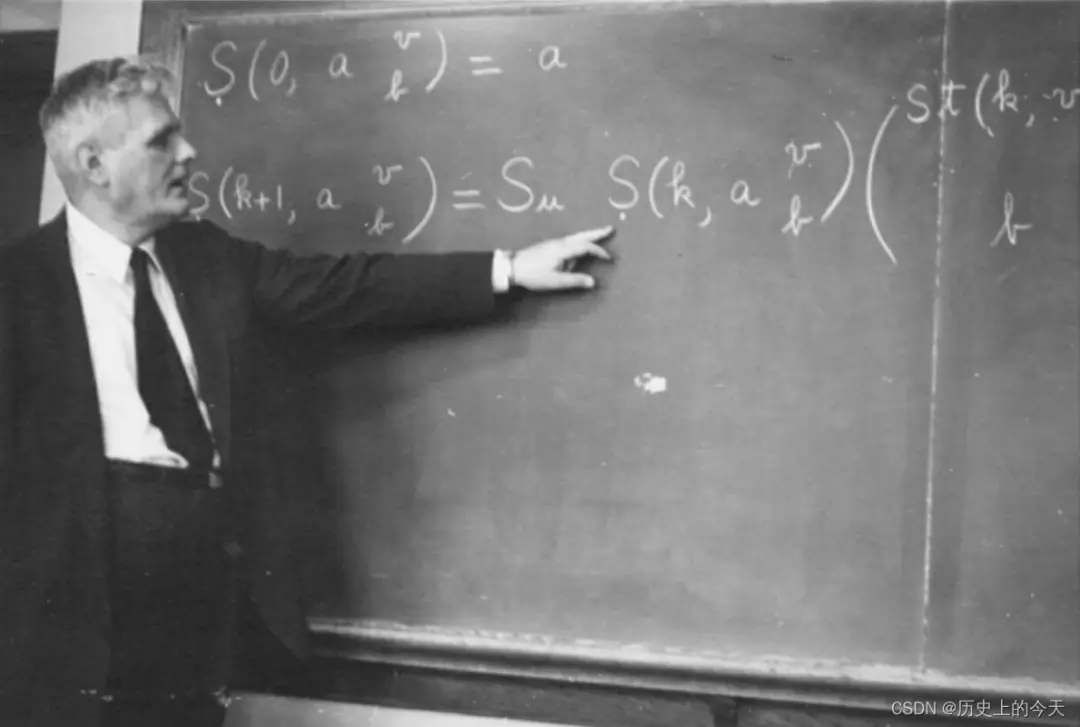 Ṣ(0, a v b) = a
Ṣ(k+1, a v b) = Su Ṣ(k, a v b) (St(k, v b
CSDN @历史上的今天